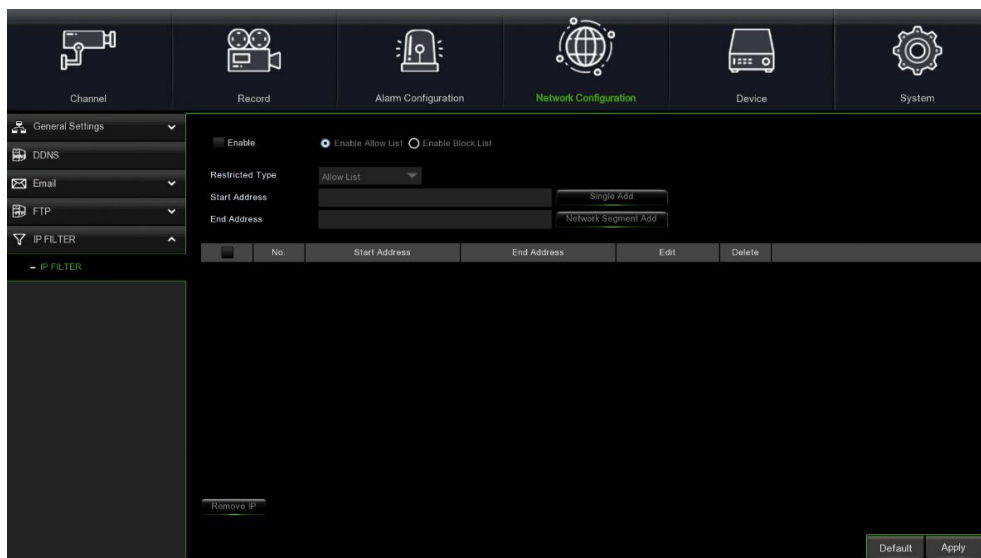 Channel Record Alarm Configuration Network Configuration Device System
General Settings
DDNS
Email
FTP
IP FILTER
– IP FILTER
Enable Enable Allow List Enable Block List
Restricted Type Allow List
Start Address Single Add
End Address Network Segment Add
No. Start Address End Address Edit Delete
Remove IP
Default Apply